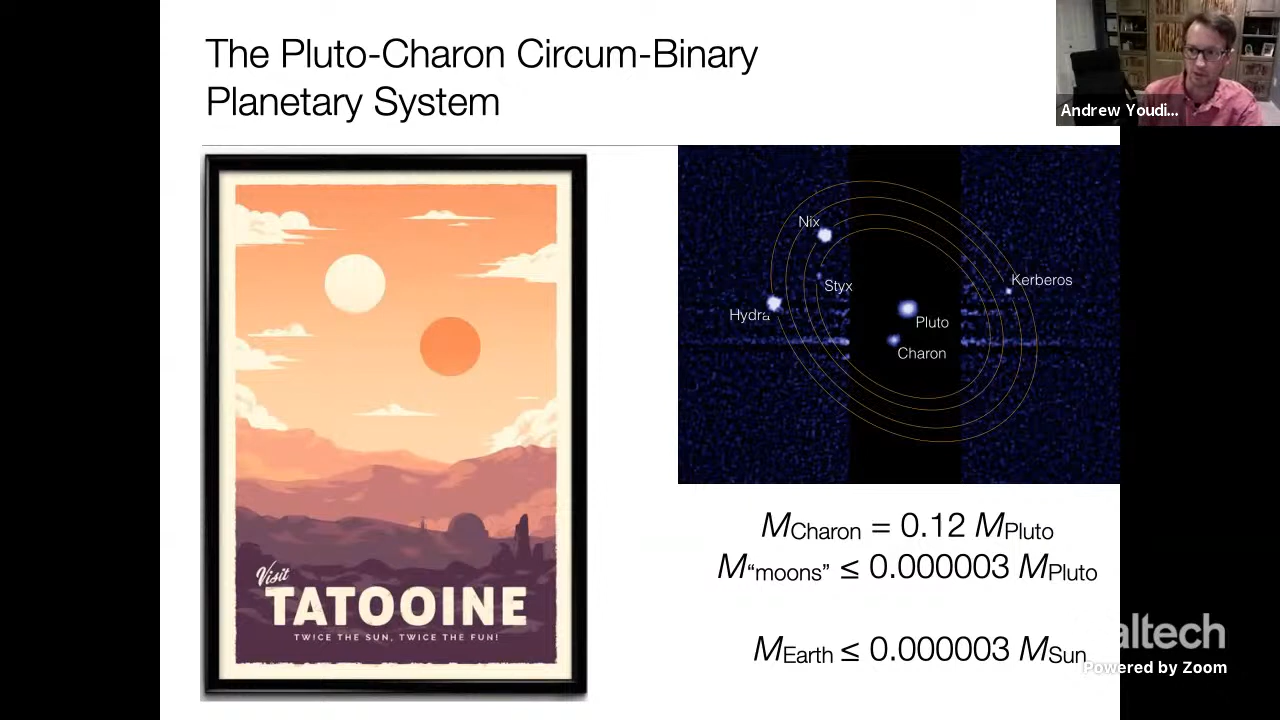 The Pluto-Charon Circum-Binary
Planetary System
Andrew Youdi...
Visit
TATOOINE
TWICE THE SUN, TWICE THE FUN!
Nix
Styx
Kerberos
Hydra
Pluto
Charon
MCharon = 0.12 MPluto
M“moons” ≤ 0.000003 MPluto
MEarth ≤ 0.000003 MSun
altech
Powered by Zoom